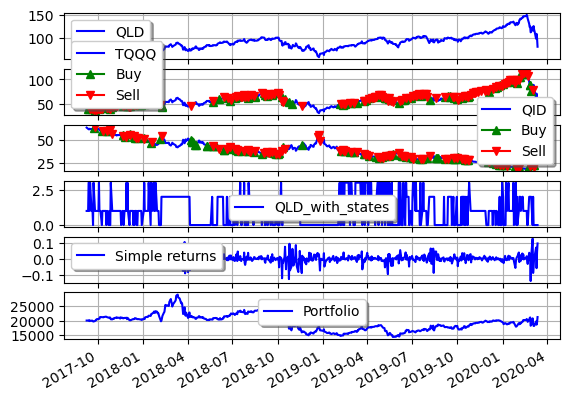 150
100
QLD
TQQQ
Buy
Sell
100
50
QID
Buy
Sell
50
25
2.5
0.0
QLD_with_states
0.1
0.0
−0.1
Simple returns
25000
20000
15000
Portfolio
2017-10
2018-01
2018-04
2018-07
2018-10
2019-01
2019-04
2019-07
2019-10
2020-01
2020-04